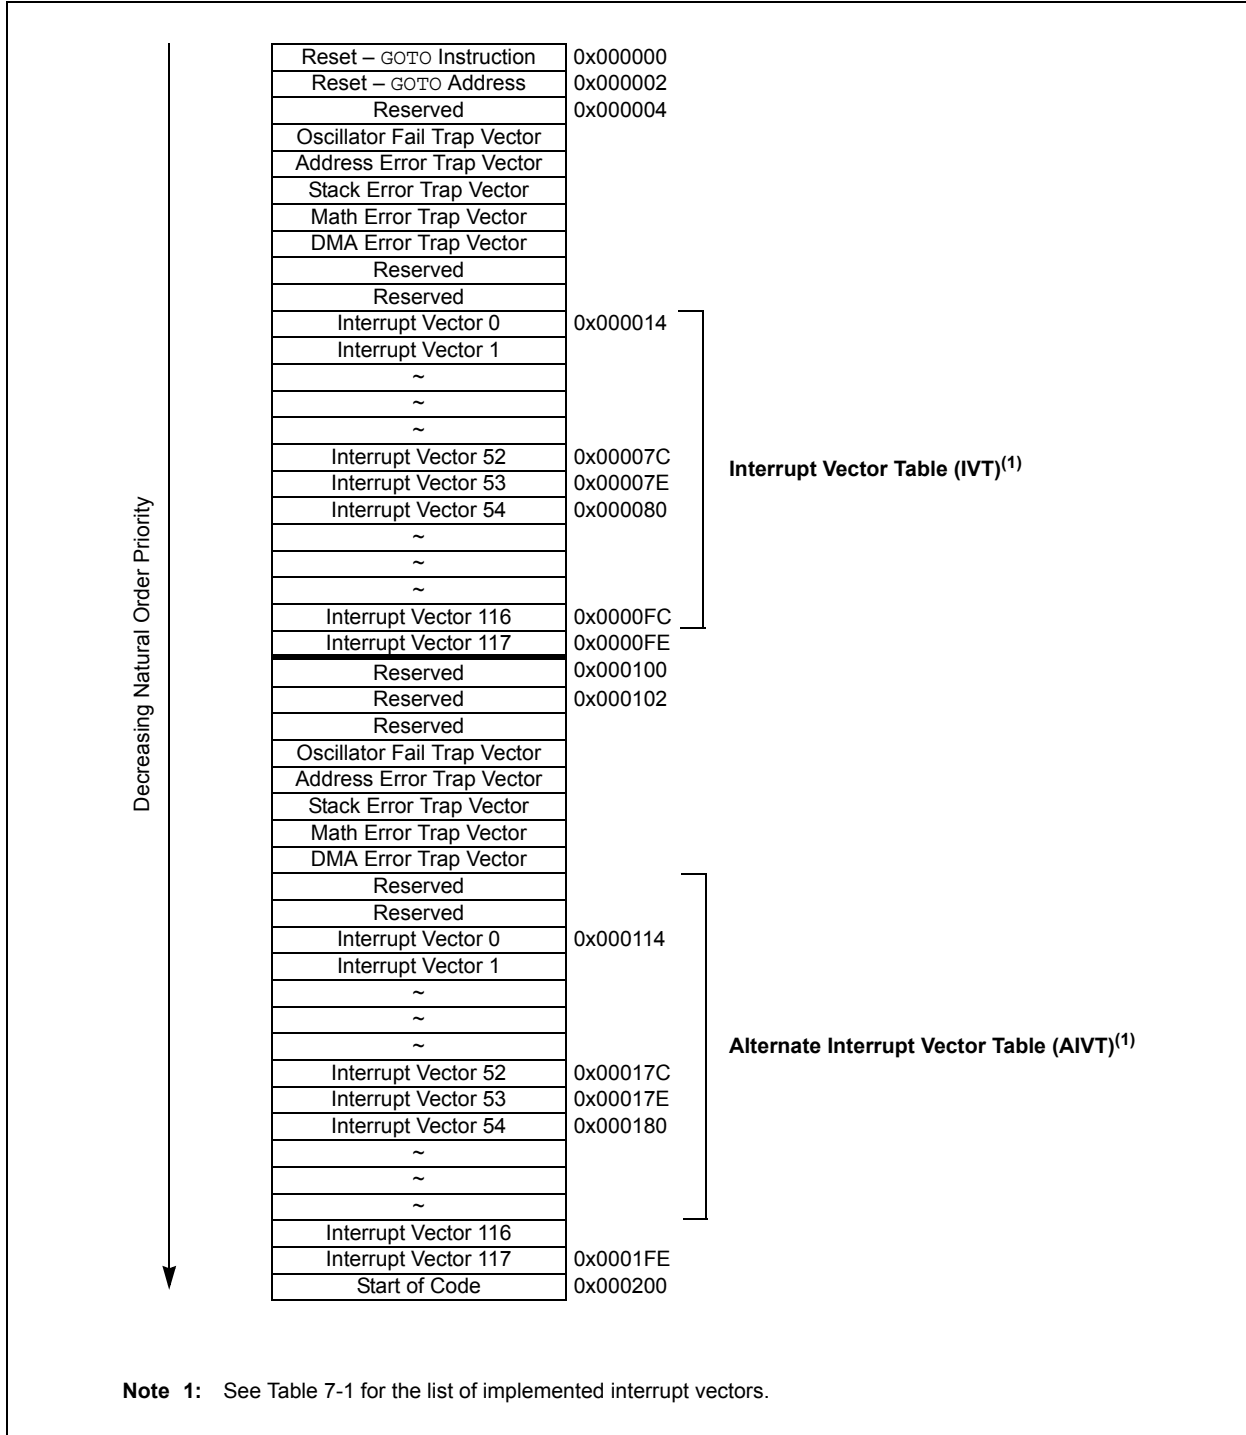 Decreasing Natural Order Priority
Reset – GOTO Instruction 0x000000
Reset – GOTO Address 0x000002
Reserved 0x000004
Oscillator Fail Trap Vector
Address Error Trap Vector
Stack Error Trap Vector
Math Error Trap Vector
DMA Error Trap Vector
Reserved
Reserved
Interrupt Vector 0 0x000014
Interrupt Vector 1
~
~
~
Interrupt Vector 52 0x00007C
Interrupt Vector Table (IVT)(1)
Interrupt Vector 53 0x00007E
Interrupt Vector 54 0x000080
~
~
~
Interrupt Vector 116 0x0000FC
Interrupt Vector 117 0x0000FE
Reserved 0x000100
Reserved 0x000102
Reserved
Oscillator Fail Trap Vector
Address Error Trap Vector
Stack Error Trap Vector
Math Error Trap Vector
DMA Error Trap Vector
Reserved
Reserved
Interrupt Vector 0 0x000114
Interrupt Vector 1
~
~
~
Alternate Interrupt Vector Table (AIVT)(1)
Interrupt Vector 52 0x00017C
Interrupt Vector 53 0x00017E
Interrupt Vector 54 0x000180
~
~
~
Interrupt Vector 116
Interrupt Vector 117 0x0001FE
Start of Code 0x000200
Note 1: See Table 7-1 for the list of implemented interrupt vectors.